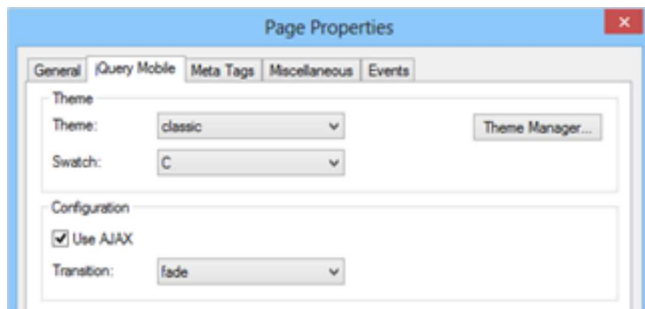 Page Properties
General jQuery Mobile Meta Tags Miscellaneous Events
Theme
Theme: classic Theme Manager...
Swatch: C
Configuration
Use AJAX
Transition: fade